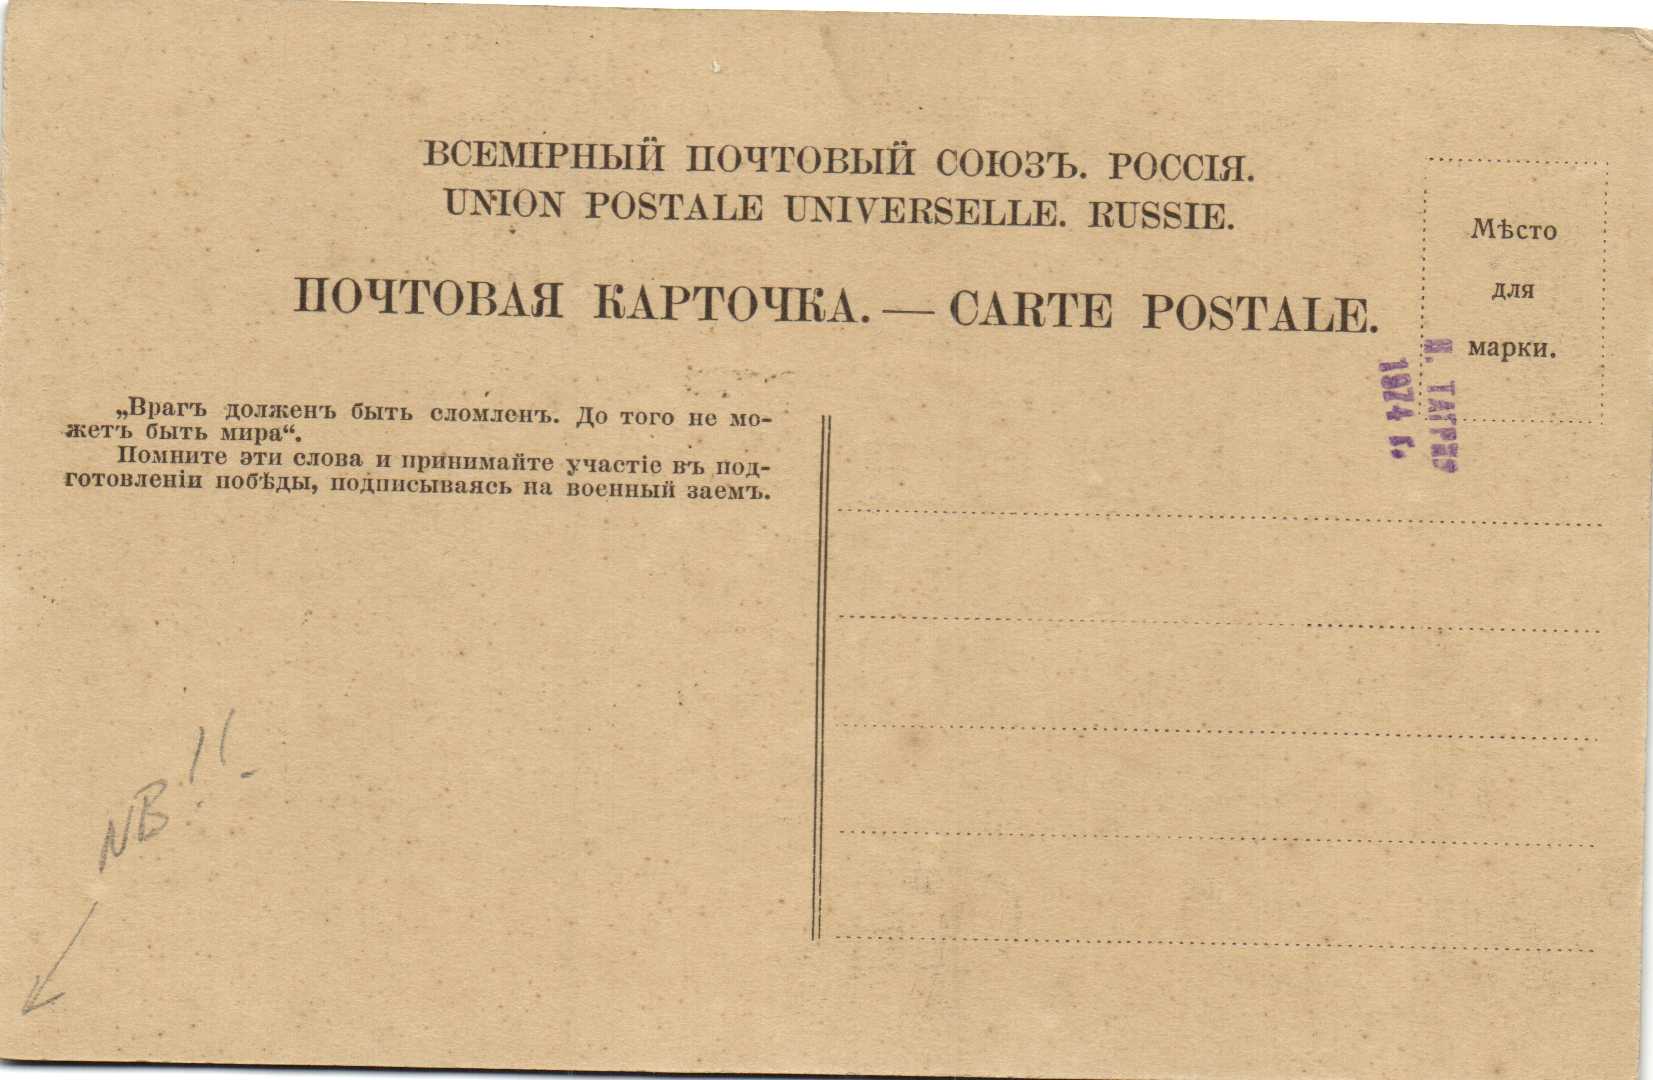 ВСЕМІРНЫЙ ПОЧТОВЫЙ СОЮЗЪ. РОССІЯ.
UNION POSTALE UNIVERSELLE. RUSSIE.
ПОЧТОВАЯ КАРТОЧКА. — CARTE POSTALE.
Мѣсто
для
марки.
„Врагъ долженъ быть сломленъ. До того не мо-
жетъ быть мира“.
Помните эти слова и принимайте участіе въ под-
готовленіи побѣды, подписываясь на военный заемъ.
1974 г.
NB!!